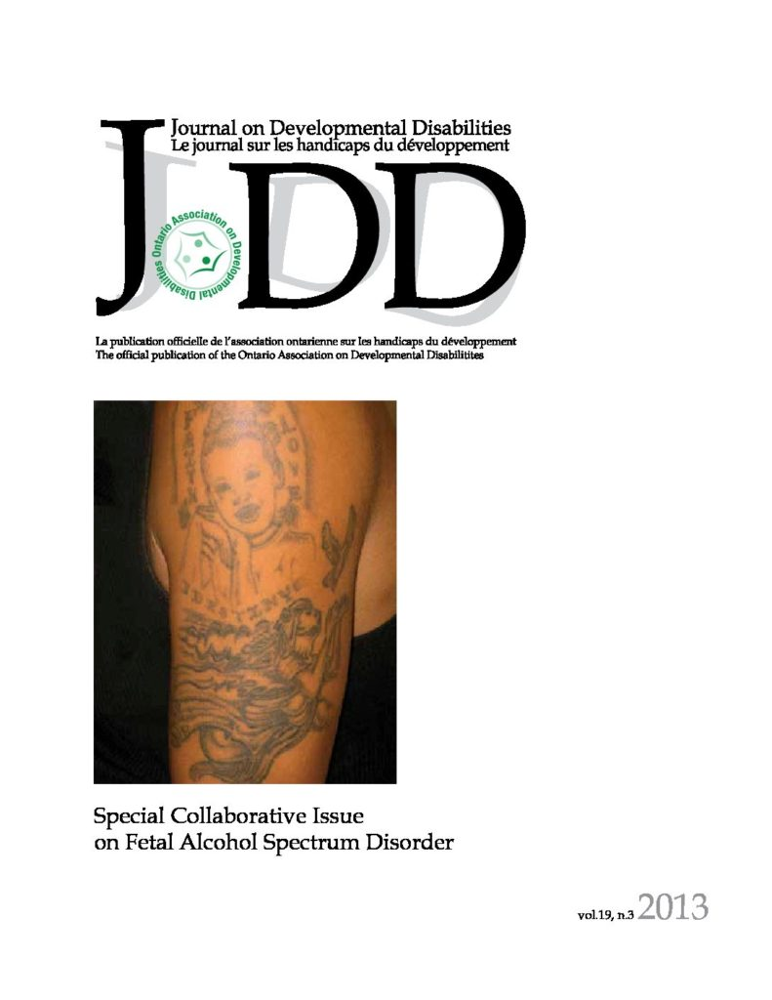 Journal on Developmental Disabilities
Le journal sur les handicaps du développement
JDD
Ontario Association on Developmental Disabilities
La publication officielle de l'association ontarienne sur les handicaps du développement
The official publication of the Ontario Association on Developmental Disabilitites
LOVE
DESTINY
Special Collaborative Issue
on Fetal Alcohol Spectrum Disorder
vol.19, n.3 2013